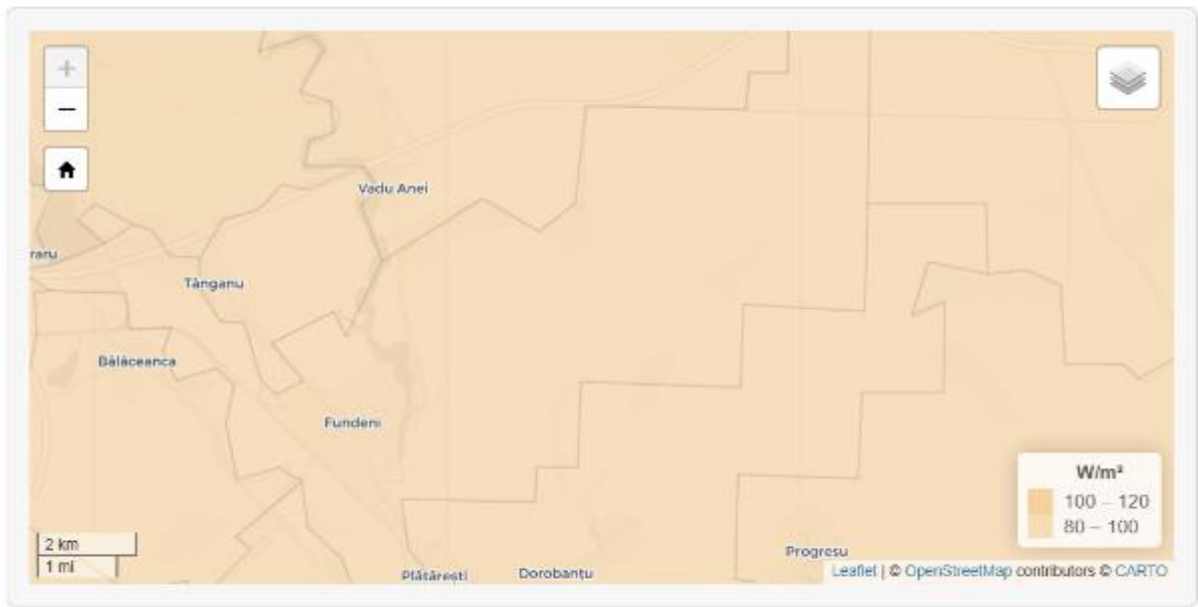 +
−
Vadu Anei
raru
Tânganu
Bălăceanca
Fundeni
W/m²
100 – 120
80 – 100
2 km
1 mi
Progresu
Plătărești
Dorobanțu
Leaflet | © OpenStreetMap contributors © CARTO